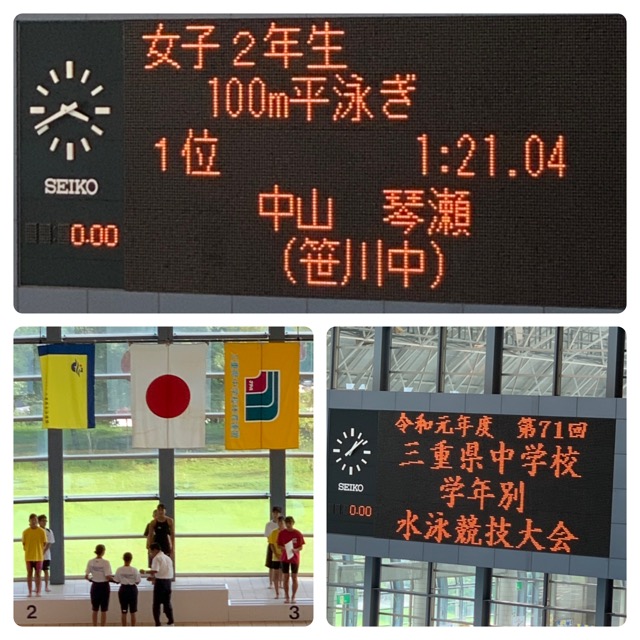 女子2年生
100m平泳ぎ
1位 1:21.04
中山 琴瀬
(笹川中)
SEIKO
0.00
2
3
令和元年度 第71回
三重県中学校
学年別
水泳競技大会
SEIKO
0.00